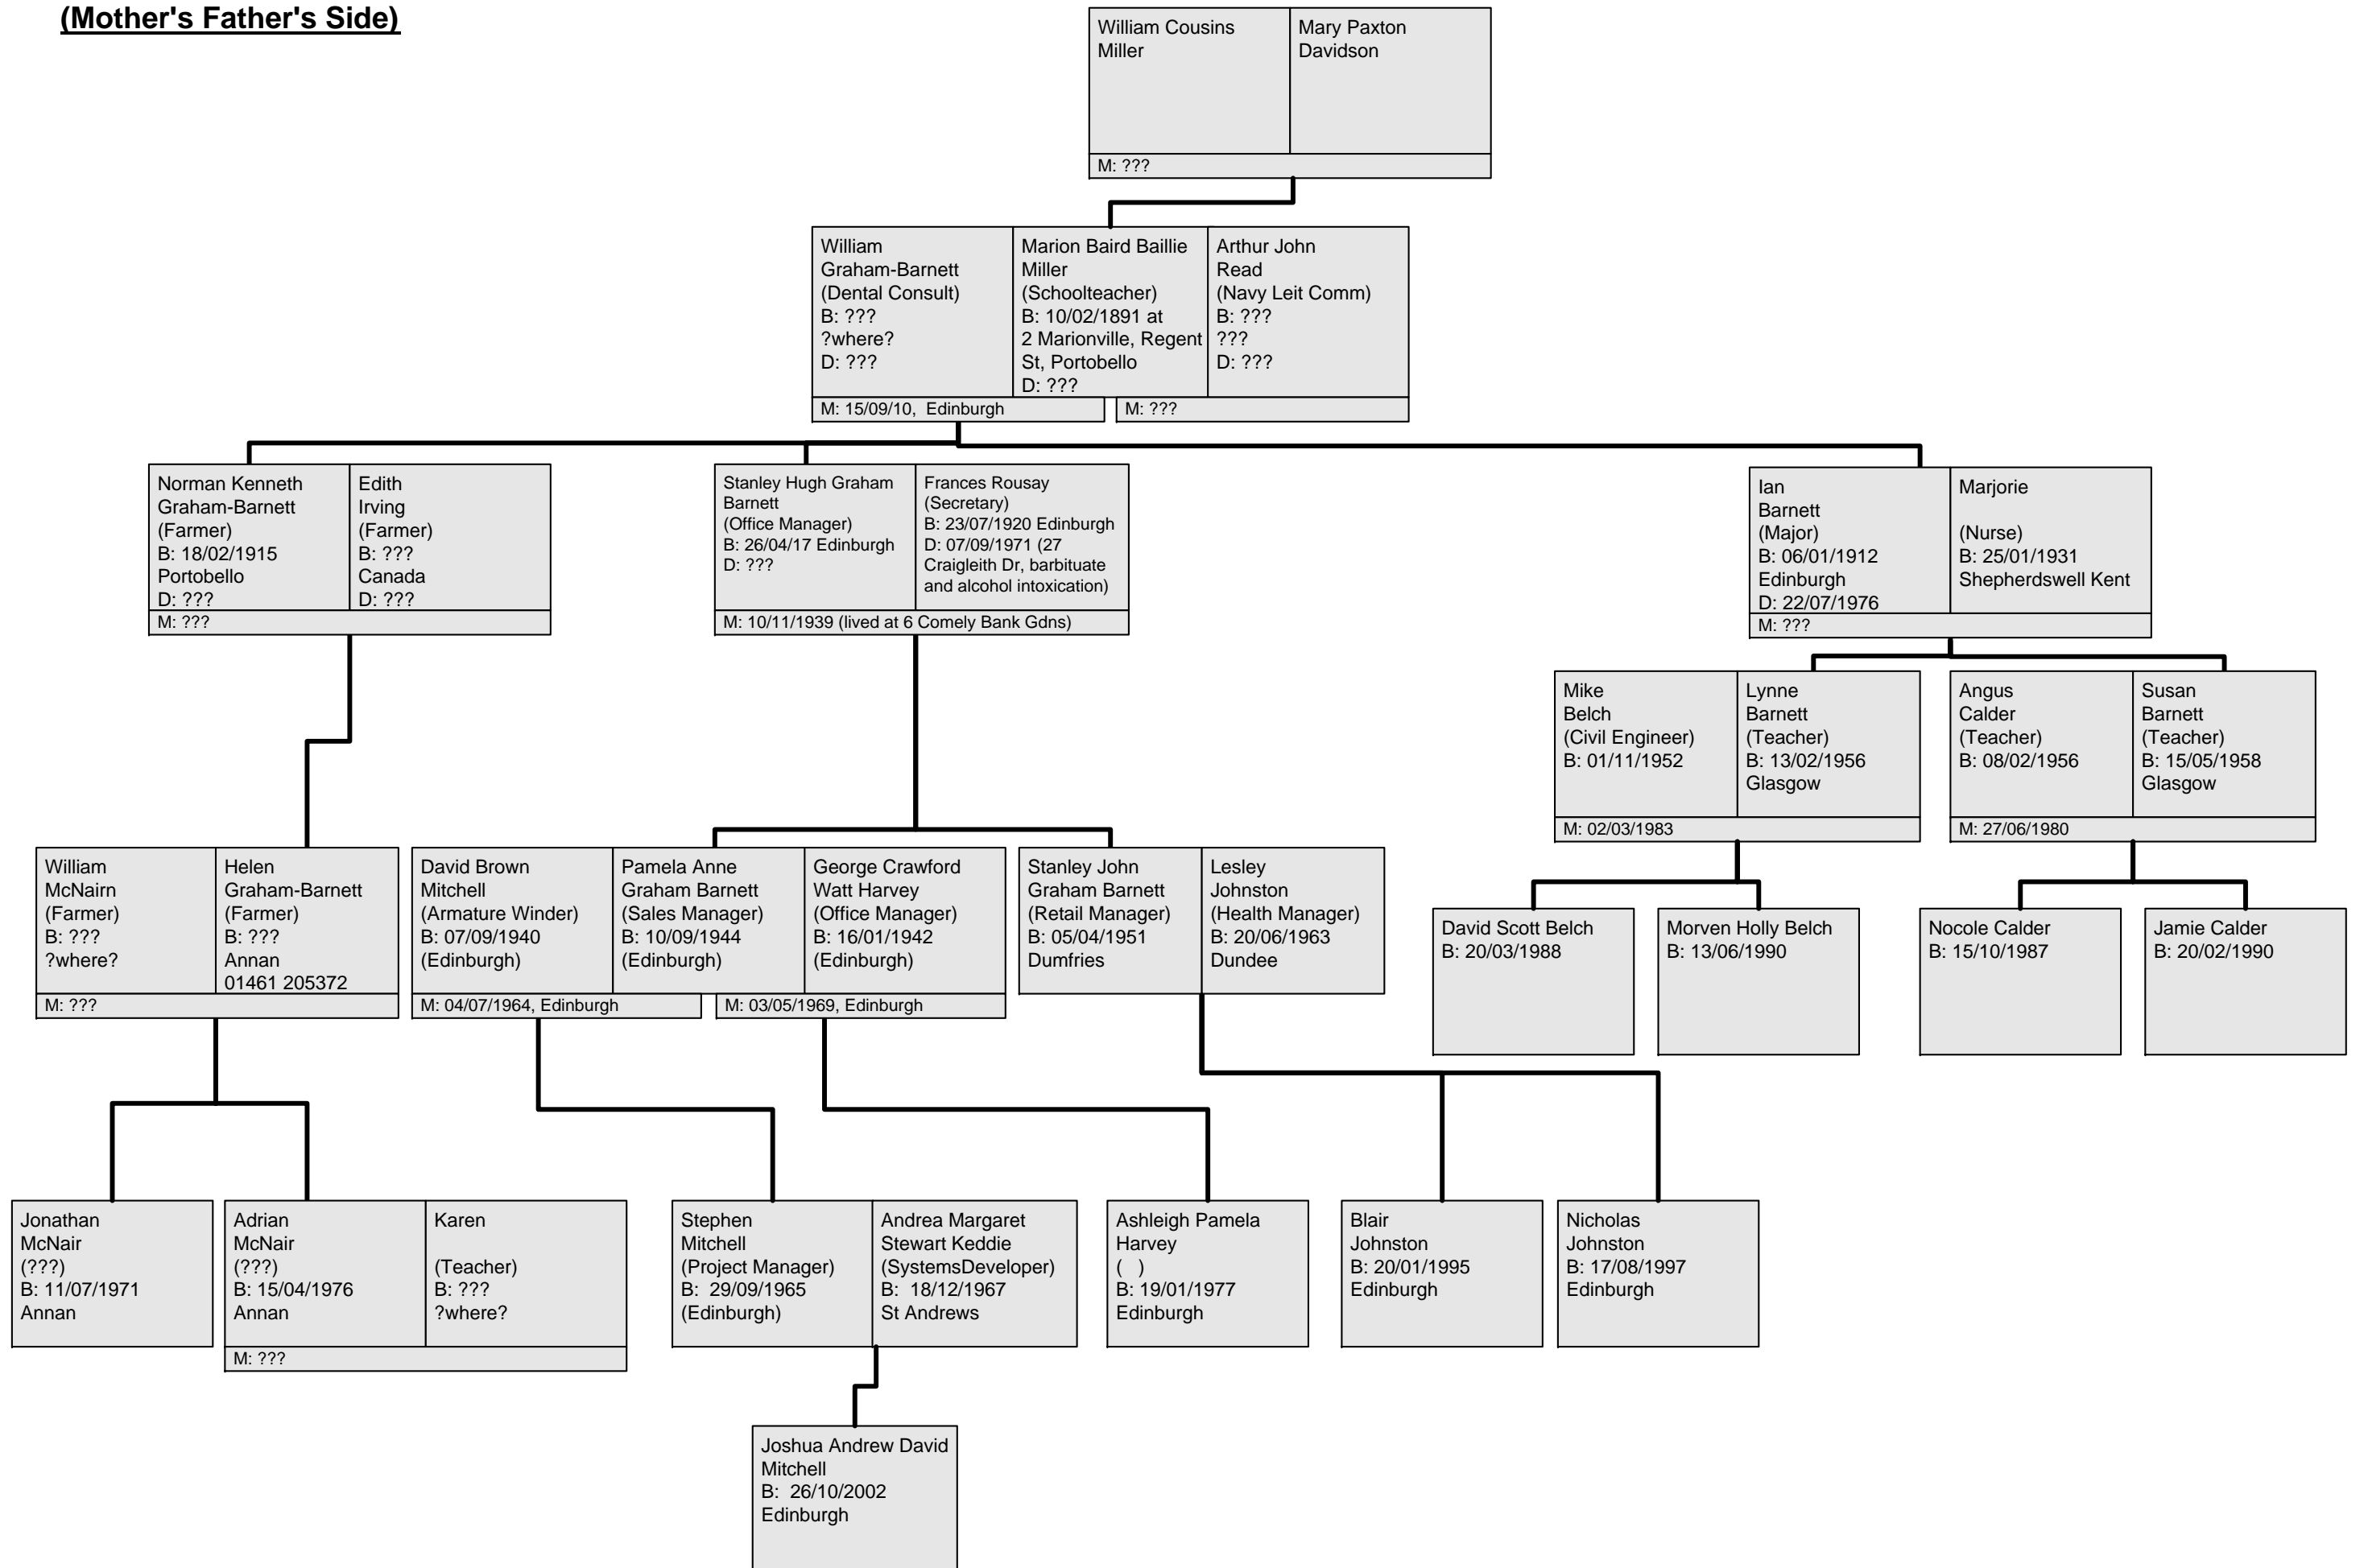 (Mother's Father's Side)
William Cousins
Miller
Mary Paxton
Davidson
M: ???
William
Graham-Barnett
(Dental Consult)
B: ???
?where?
D: ???
Marion Baird Baillie
Miller
(Schoolteacher)
B: 10/02/1891 at
2 Marionville, Regent
St, Portobello
D: ???
Arthur John
Read
(Navy Leit Comm)
B: ???
???
D: ???
M: 15/09/10,  Edinburgh
M: ???
Norman Kenneth
Graham-Barnett
(Farmer)
B: 18/02/1915
Portobello
D: ???
Edith
Irving
(Farmer)
B: ???
Canada
D: ???
M: ???
Stanley Hugh Graham
Barnett
(Office Manager)
B: 26/04/17 Edinburgh
D: ???
Frances Rousay
(Secretary)
B: 23/07/1920 Edinburgh
D: 07/09/1971 (27
Craigleith Dr, barbituate
and alcohol intoxication)
M: 10/11/1939 (lived at 6 Comely Bank Gdns)
Ian
Barnett
(Major)
B: 06/01/1912
Edinburgh
D: 22/07/1976
Marjorie
(Nurse)
B: 25/01/1931
Shepherdswell Kent
M: ???
Mike
Belch
(Civil Engineer)
B: 01/11/1952
Lynne
Barnett
(Teacher)
B: 13/02/1956
Glasgow
M: 02/03/1983
Angus
Calder
(Teacher)
B: 08/02/1956
Susan
Barnett
(Teacher)
B: 15/05/1958
Glasgow
M: 27/06/1980
William
McNairn
(Farmer)
B: ???
?where?
Helen
Graham-Barnett
(Farmer)
B: ???
Annan
01461 205372
M: ???
David Brown
Mitchell
(Armature Winder)
B: 07/09/1940
(Edinburgh)
Pamela Anne
Graham Barnett
(Sales Manager)
B: 10/09/1944
(Edinburgh)
George Crawford
Watt Harvey
(Office Manager)
B: 16/01/1942
(Edinburgh)
M: 04/07/1964, Edinburgh
M: 03/05/1969, Edinburgh
Stanley John
Graham Barnett
(Retail Manager)
B: 05/04/1951
Dumfries
Lesley
Johnston
(Health Manager)
B: 20/06/1963
Dundee
David Scott Belch
B: 20/03/1988
Morven Holly Belch
B: 13/06/1990
Nocole Calder
B: 15/10/1987
Jamie Calder
B: 20/02/1990
Jonathan
McNair
(???)
B: 11/07/1971
Annan
Adrian
McNair
(???)
B: 15/04/1976
Annan
Karen
(Teacher)
B: ???
?where?
M: ???
Stephen
Mitchell
(Project Manager)
B:  29/09/1965
(Edinburgh)
Andrea Margaret
Stewart Keddie
(SystemsDeveloper)
B:  18/12/1967
St Andrews
Ashleigh Pamela
Harvey
(  )
B: 19/01/1977
Edinburgh
Blair
Johnston
B: 20/01/1995
Edinburgh
Nicholas
Johnston
B: 17/08/1997
Edinburgh
Joshua Andrew David
Mitchell
B:  26/10/2002
Edinburgh